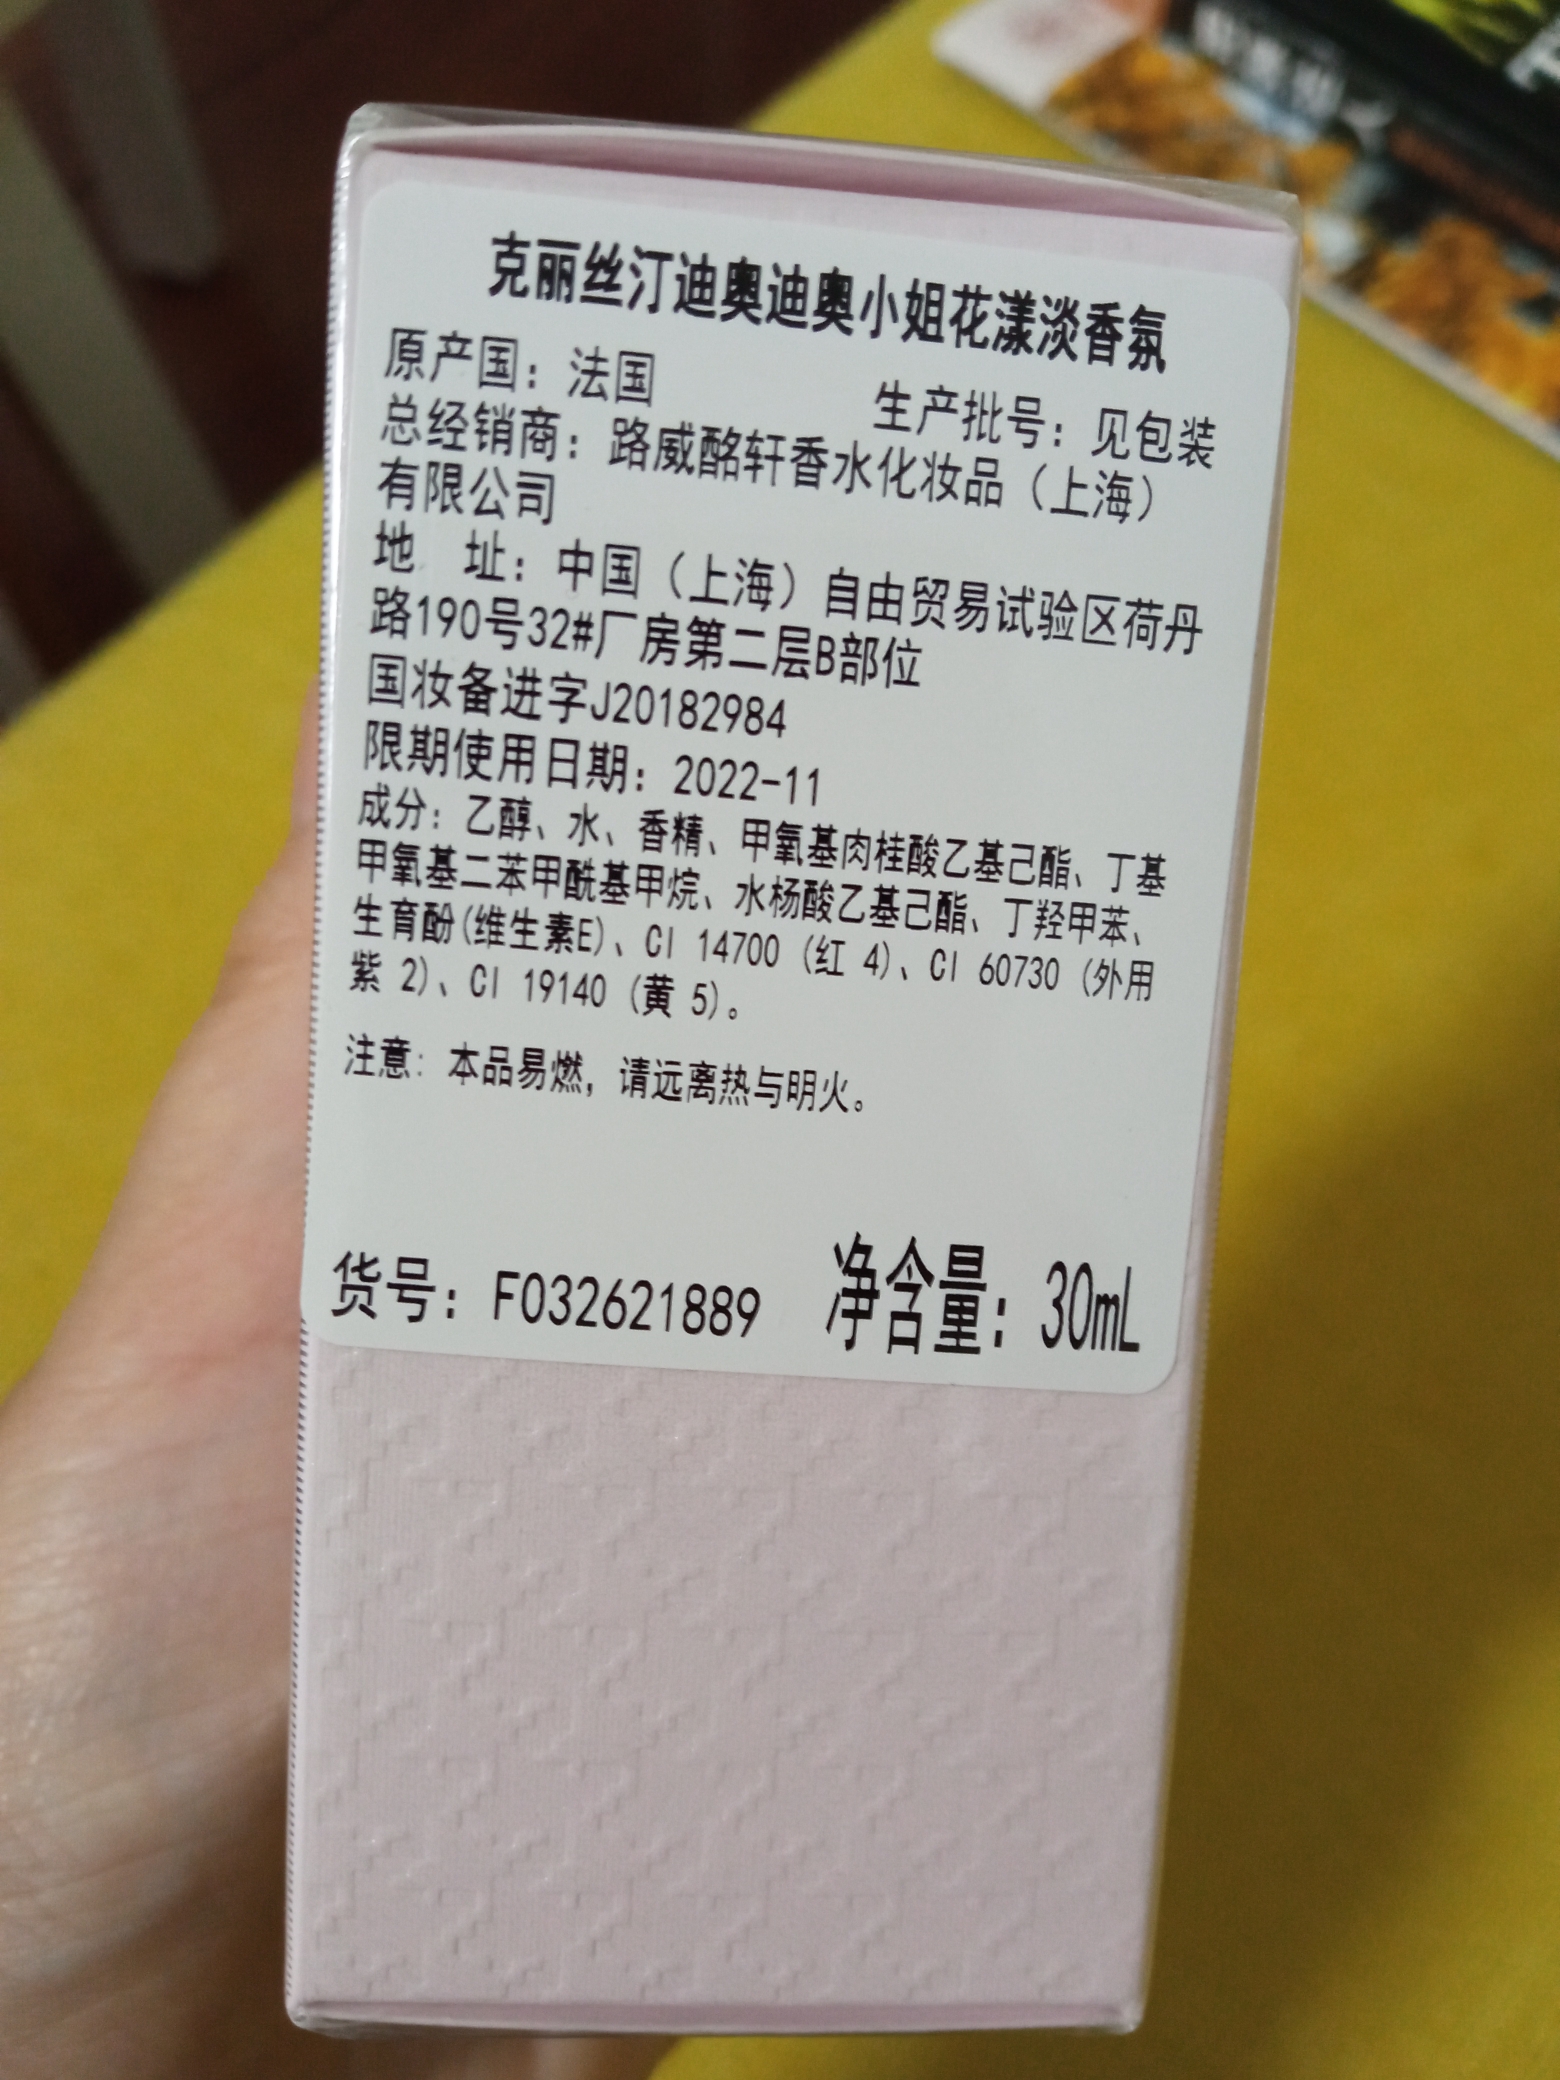 克丽丝汀迪奥迪奥小姐花漾淡香氛
原产国：法国 生产批号：见包装
总经销商：路威酩轩香水化妆品（上海）
有限公司
地 址：中国（上海）自由贸易试验区荷丹
路190号32#厂房第二层B部位
国妆备进字J20182984
限期使用日期：2022-11
成分：乙醇、水、香精、甲氧基肉桂酸乙基己酯、丁基
甲氧基二苯甲酰基甲烷、水杨酸乙基己酯、丁羟甲苯、
生育酚(维生素E)、CI 14700 (红 4)、CI 60730 (外用
紫 2)、CI 19140 (黄 5)。
注意：本品易燃，请远离热与明火。
货号：F032621889 净含量：30mL